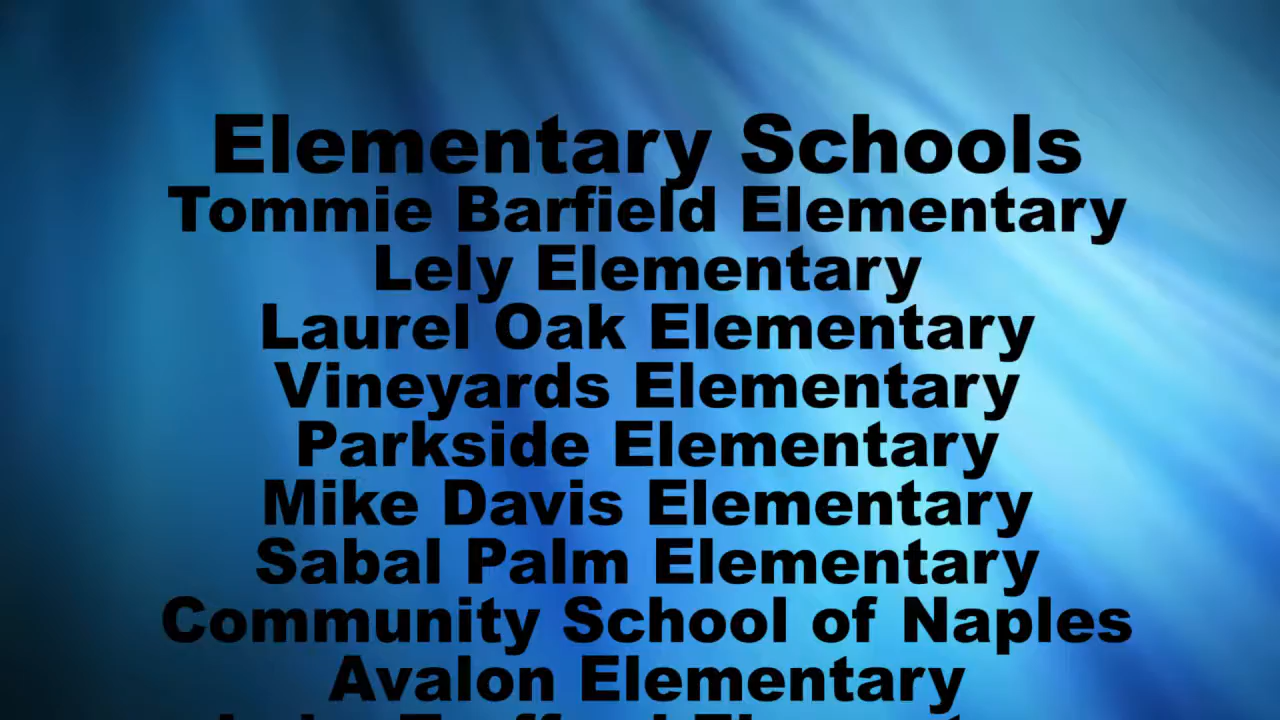 Elementary Schools
Tommie Barfield Elementary
Lely Elementary
Laurel Oak Elementary
Vineyards Elementary
Parkside Elementary
Mike Davis Elementary
Sabal Palm Elementary
Community School of Naples
Avalon Elementary